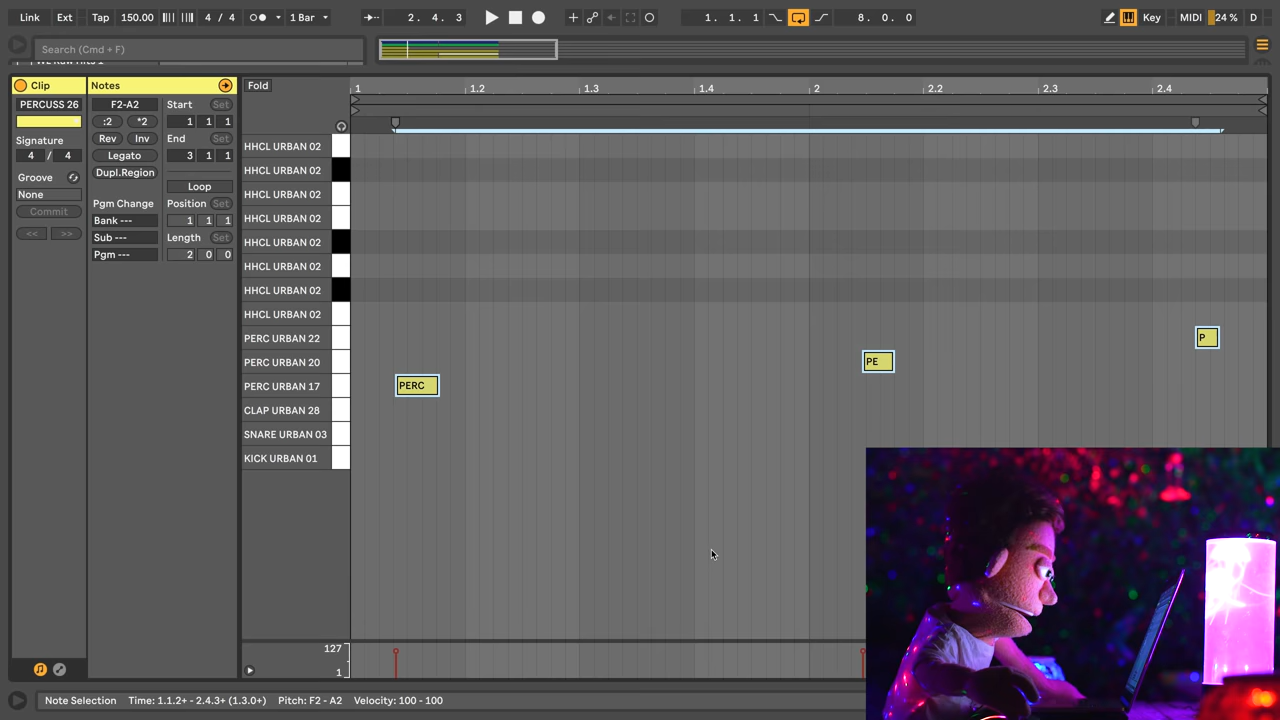 Link Ext Tap 150.00 4 / 4 1 Bar 2. 4. 3 1. 1. 1 8. 0. 0 Key MIDI 24 % D
Search (Cmd + F)
Clip Notes Fold 1 1.2 1.3 1.4 2 2.2 2.3 2.4
PERCUSS 26 F2-A2 Start Set
:2 *2 1 1 1
Signature Rev Inv End Set
4 / 4 Legato 3 1 1
Groove Dupl.Region
None Loop
Commit Pgm Change Position Set
<< >> Bank --- 1 1 1
Sub --- Length Set
Pgm --- 2 0 0
HHCL URBAN 02
HHCL URBAN 02
HHCL URBAN 02
HHCL URBAN 02
HHCL URBAN 02
HHCL URBAN 02
HHCL URBAN 02
HHCL URBAN 02
PERC URBAN 22 P
PERC URBAN 20 PE
PERC URBAN 17 PERC
CLAP URBAN 28
SNARE URBAN 03
KICK URBAN 01
127
1
Note Selection Time: 1.1.2+ - 2.4.3+ (1.3.0+) Pitch: F2 - A2 Velocity: 100 - 100